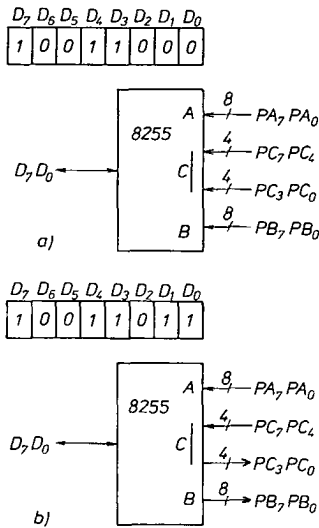 D₇ D₆ D₅ D₄ D₃ D₂ D₁ D₀
1 0 0 1 1 0 0 0
A 8 PA₇ PA₀
8255
4 PC₇ PC₄
D₇ D₀ C
4 PC₃ PC₀
B 8 PB₇ PB₀
a)
D₇ D₆ D₅ D₄ D₃ D₂ D₁ D₀
1 0 0 1 1 0 1 1
A 8 PA₇ PA₀
8255
4 PC₇ PC₄
D₇ D₀ C
4 PC₃ PC₀
B 8 PB₇ PB₀
b)